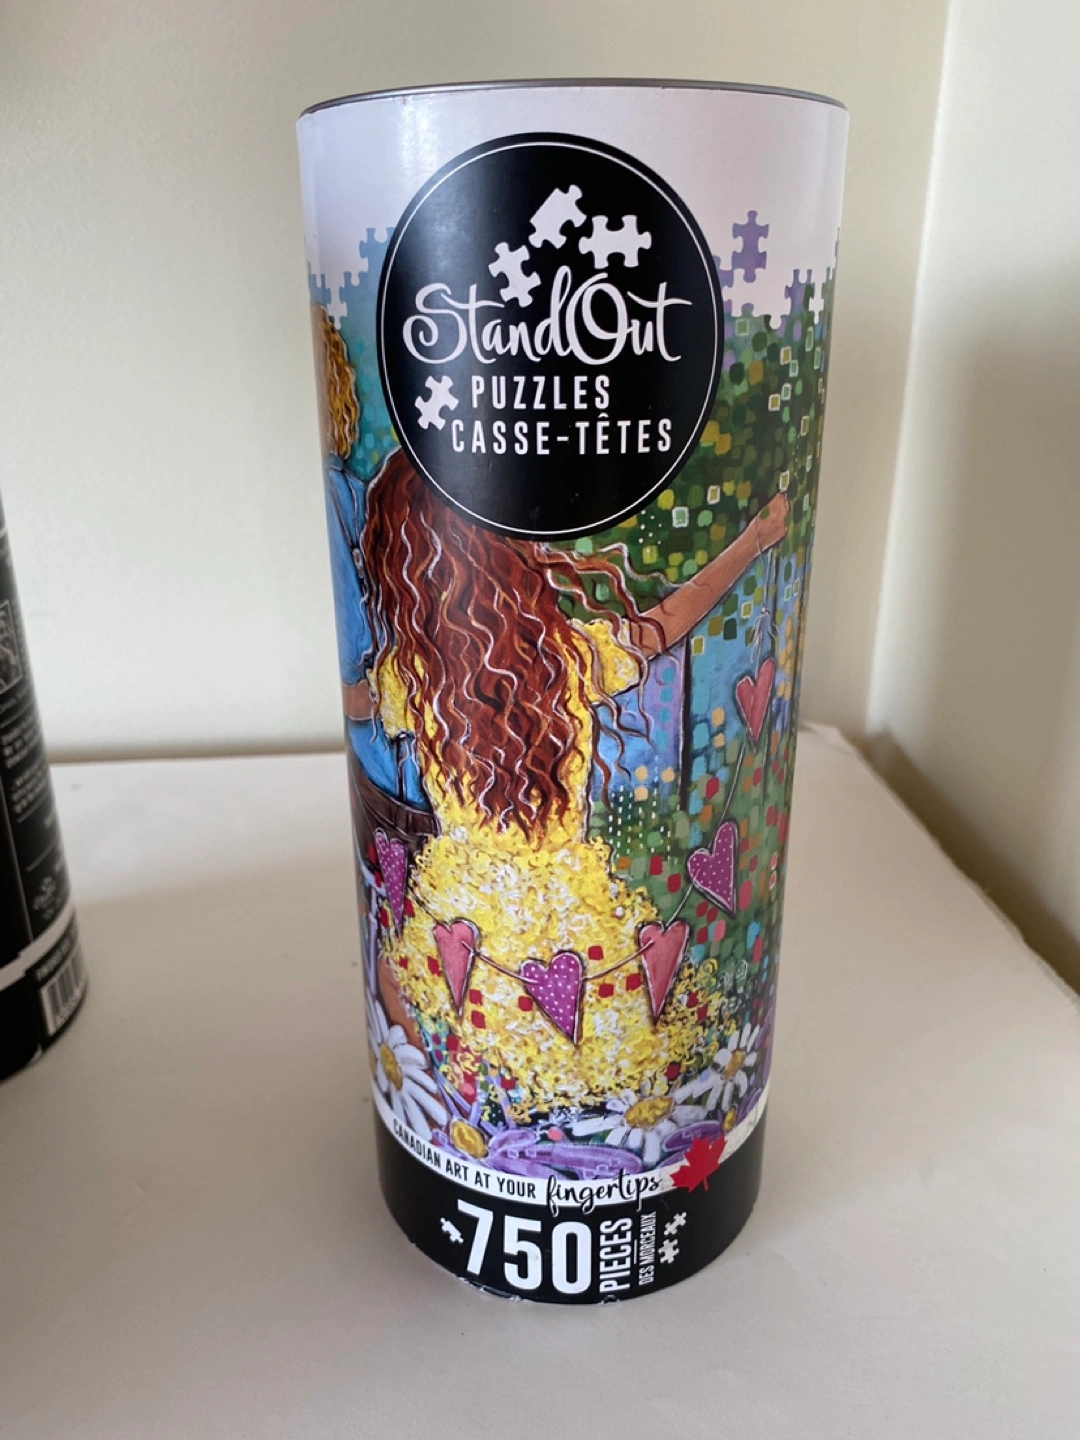 StandOut
PUZZLES
CASSE-TÊTES
CANADIAN ART AT YOUR fingertips
750
PIECES
DES MORCEAUX